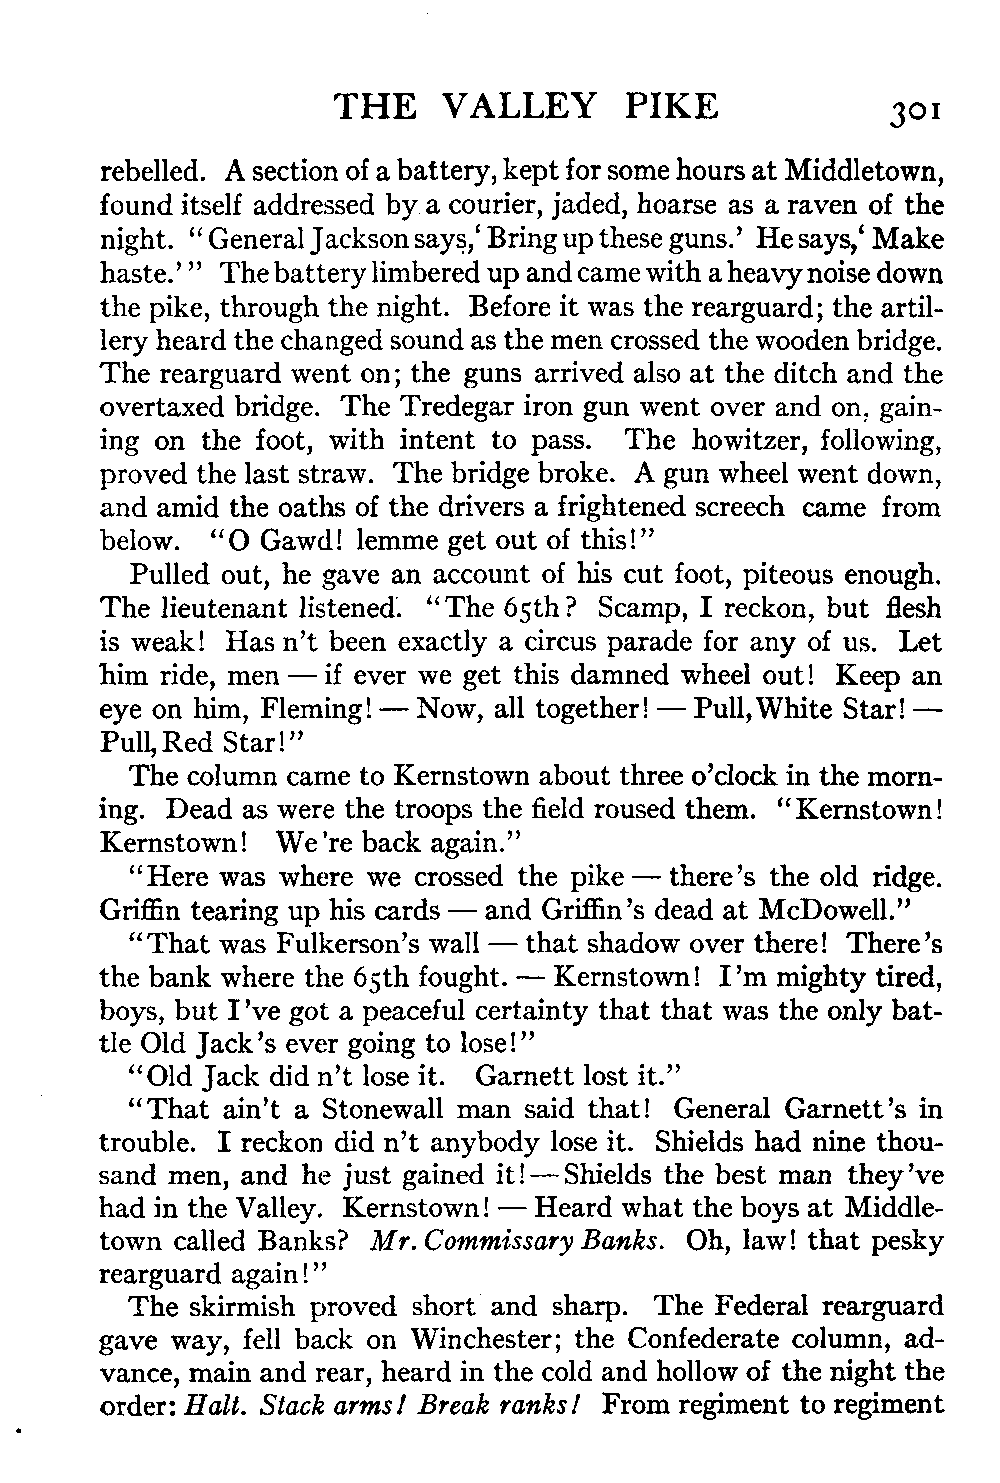 THE VALLEY PIKE 301
rebelled. A section of a battery, kept for some hours at Middletown,
found itself addressed by a courier, jaded, hoarse as a raven of the
night. “General Jackson says,‘Bring up these guns.’ He says,‘Make
haste.’” The battery limbered up and came with a heavy noise down
the pike, through the night. Before it was the rearguard; the artil-
lery heard the changed sound as the men crossed the wooden bridge.
The rearguard went on; the guns arrived also at the ditch and the
overtaxed bridge. The Tredegar iron gun went over and on, gain-
ing on the foot, with intent to pass. The howitzer, following,
proved the last straw. The bridge broke. A gun wheel went down,
and amid the oaths of the drivers a frightened screech came from
below. “O Gawd! lemme get out of this!”
Pulled out, he gave an account of his cut foot, piteous enough.
The lieutenant listened. “The 65th? Scamp, I reckon, but flesh
is weak! Has n’t been exactly a circus parade for any of us. Let
him ride, men — if ever we get this damned wheel out! Keep an
eye on him, Fleming! — Now, all together! — Pull, White Star! —
Pull, Red Star!”
The column came to Kernstown about three o’clock in the morn-
ing. Dead as were the troops the field roused them. “Kernstown!
Kernstown! We’re back again.”
“Here was where we crossed the pike — there’s the old ridge.
Griffin tearing up his cards — and Griffin’s dead at McDowell.”
“That was Fulkerson’s wall — that shadow over there! There’s
the bank where the 65th fought. — Kernstown! I’m mighty tired,
boys, but I’ve got a peaceful certainty that that was the only bat-
tle Old Jack’s ever going to lose!”
“Old Jack did n’t lose it. Garnett lost it.”
“That ain’t a Stonewall man said that! General Garnett’s in
trouble. I reckon did n’t anybody lose it. Shields had nine thou-
sand men, and he just gained it! — Shields the best man they’ve
had in the Valley. Kernstown! — Heard what the boys at Middle-
town called Banks? Mr. Commissary Banks. Oh, law! that pesky
rearguard again!”
The skirmish proved short and sharp. The Federal rearguard
gave way, fell back on Winchester; the Confederate column, ad-
vance, main and rear, heard in the cold and hollow of the night the
order: Halt. Stack arms! Break ranks! From regiment to regiment